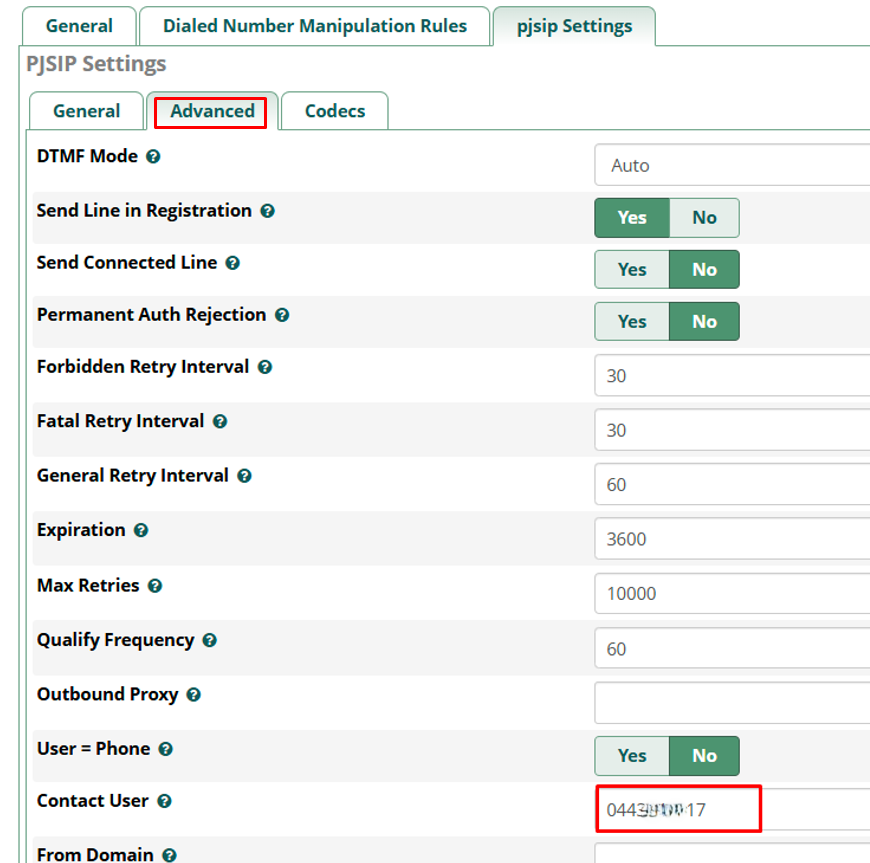 General Dialed Number Manipulation Rules pjsip Settings
PJSIP Settings
General Advanced Codecs
DTMF Mode Auto
Send Line in Registration Yes No
Send Connected Line Yes No
Permanent Auth Rejection Yes No
Forbidden Retry Interval 30
Fatal Retry Interval 30
General Retry Interval 60
Expiration 3600
Max Retries 10000
Qualify Frequency 60
Outbound Proxy
User = Phone Yes No
Contact User
From Domain